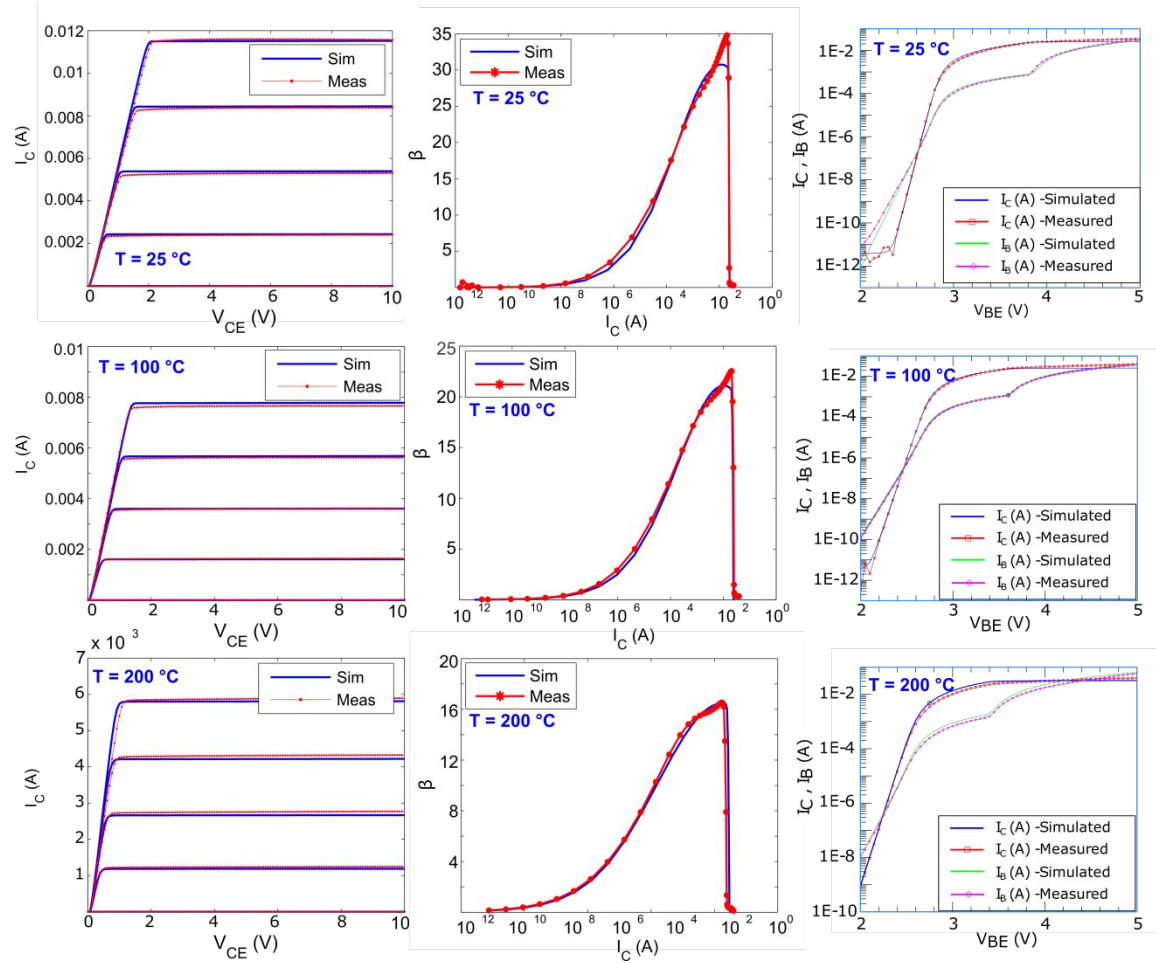 0.012
0.01
0.008
0.006
0.004
0.002
0 2 4 6 8 10
I_C (A)
V_CE (V)
Sim
Meas
T = 25 °C
35
30
25
20
15
10
5
10 12 10 10 10 8 10 6 10 4 10 2 10 0
β
I_C (A)
Sim
Meas
T = 25 °C
1E-2
1E-4
1E-6
1E-8
1E-10
1E-12
2 3 4 5
I_C , I_B (A)
V_BE (V)
T = 25 °C
I_C (A) -Simulated
I_C (A) -Measured
I_B (A) -Simulated
I_B (A) -Measured
0.01
0.008
0.006
0.004
0.002
0 2 4 6 8 10
I_C (A)
V_CE (V)
T = 100 °C
Sim
Meas
25
20
15
10
5
10 12 10 10 10 8 10 6 10 4 10 2 10 0
β
I_C (A)
Sim
Meas
T = 100 °C
1E-2
1E-4
1E-6
1E-8
1E-10
1E-12
2 3 4 5
I_C , I_B (A)
V_BE (V)
T = 100 °C
I_C (A) -Simulated
I_C (A) -Measured
I_B (A) -Simulated
I_B (A) -Measured
x 10 3
7
6
5
4
3
2
1
0 2 4 6 8 10
I_C (A)
V_CE (V)
T = 200 °C
Sim
Meas
20
16
12
8
4
10 12 10 10 10 8 10 6 10 4 10 2 10 0
β
I_C (A)
Sim
Meas
T = 200 °C
1E-2
1E-4
1E-6
1E-8
1E-10
2 3 4 5
I_C , I_B (A)
V_BE (V)
T = 200 °C
I_C (A) -Simulated
I_C (A) -Measured
I_B (A) -Simulated
I_B (A) -Measured